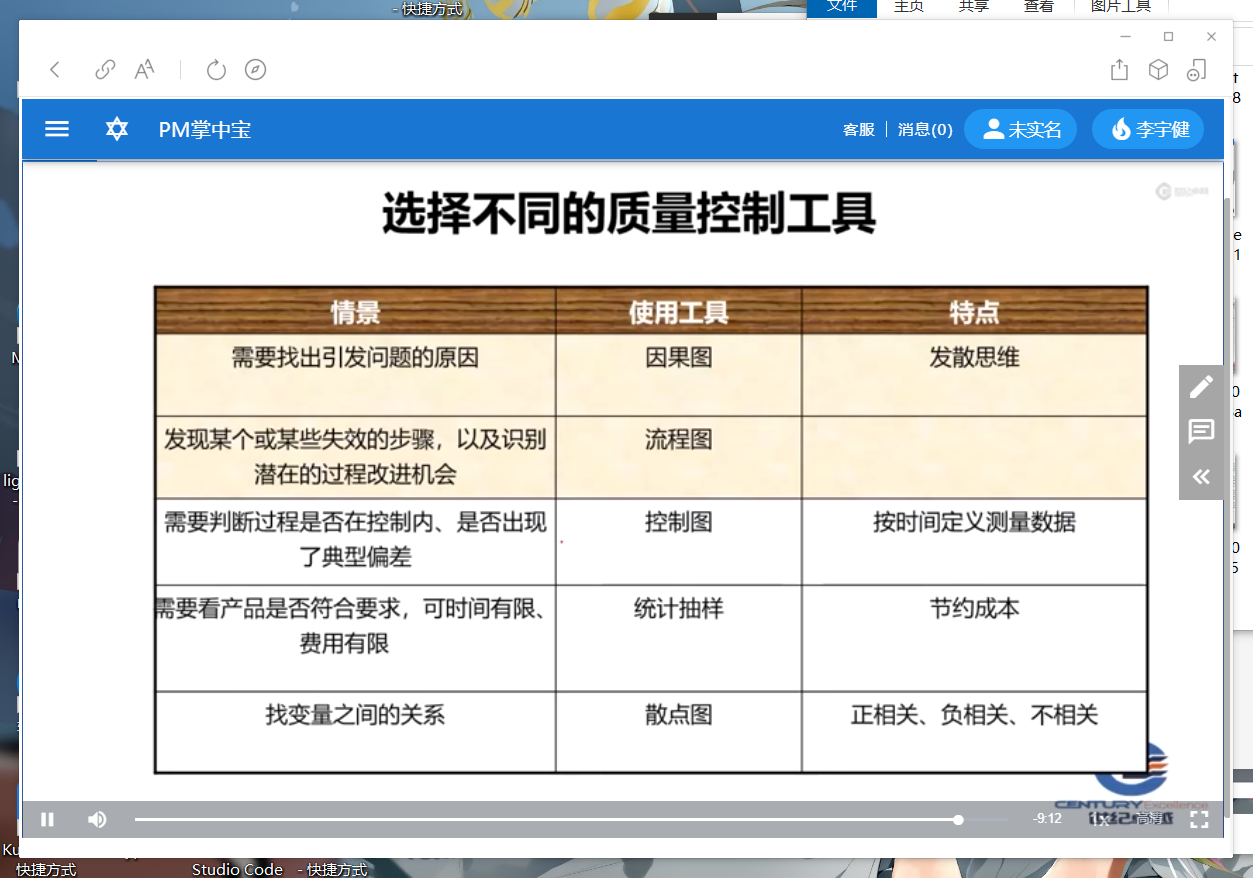 - 快捷方式
文件 主页 共享 查看 图片工具
PM掌中宝
客服 消息(0) 未实名 李宇健
选择不同的质量控制工具
情景 使用工具 特点
需要找出引发问题的原因 因果图 发散思维
发现某个或某些失效的步骤，以及识别
潜在的过程改进机会
流程图
需要判断过程是否在控制内、是否出现
了典型偏差
控制图 按时间定义测量数据
需要看产品是否符合要求，可时间有限、
费用有限
统计抽样 节约成本
找变量之间的关系 散点图 正相关、负相关、不相关
CENTURY Excellence
世纪卓越
-9:12 1x 高清
快捷方式
Studio Code - 快捷方式